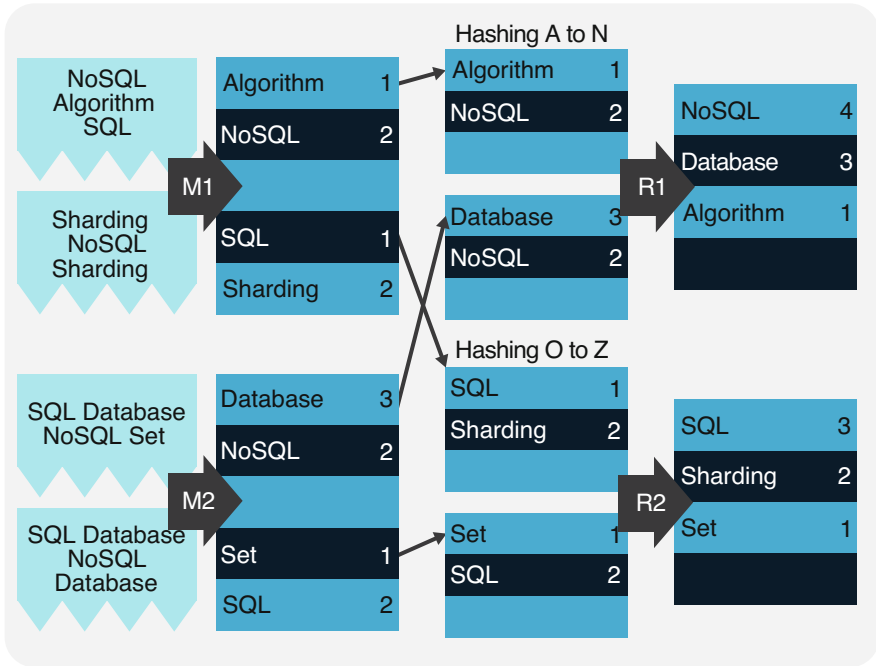 NoSQL
Algorithm
SQL
Sharding
NoSQL
Sharding
M1
Algorithm 1
NoSQL 2
SQL 1
Sharding 2
SQL Database
NoSQL Set
SQL Database
NoSQL
Database
M2
Database 3
NoSQL 2
Set 1
SQL 2
Hashing A to N
Algorithm 1
NoSQL 2
Database 3
NoSQL 2
Hashing O to Z
SQL 1
Sharding 2
Set 1
SQL 2
R1
NoSQL 4
Database 3
Algorithm 1
R2
SQL 3
Sharding 2
Set 1